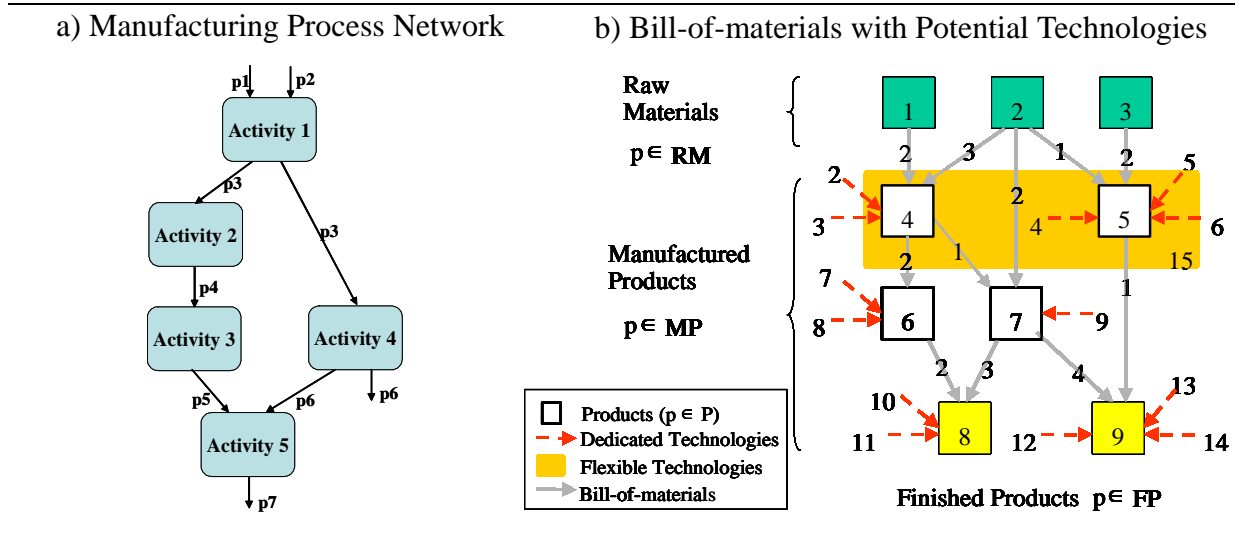 a) Manufacturing Process Network
p1
p2
Activity 1
p3
p3
Activity 2
p4
Activity 3
Activity 4
p5
p6
p6
Activity 5
p7
b) Bill-of-materials with Potential Technologies
Raw
Materials
p ∈ RM
1
2
3
2
3
1
2
2
5
2
3
4
4
5
6
Manufactured
Products
p ∈ MP
2
1
15
1
7
8
6
7
9
2
3
4
10
11
8
12
9
13
14
Products (p ∈ P)
Dedicated Technologies
Flexible Technologies
Bill-of-materials
Finished Products p ∈ FP